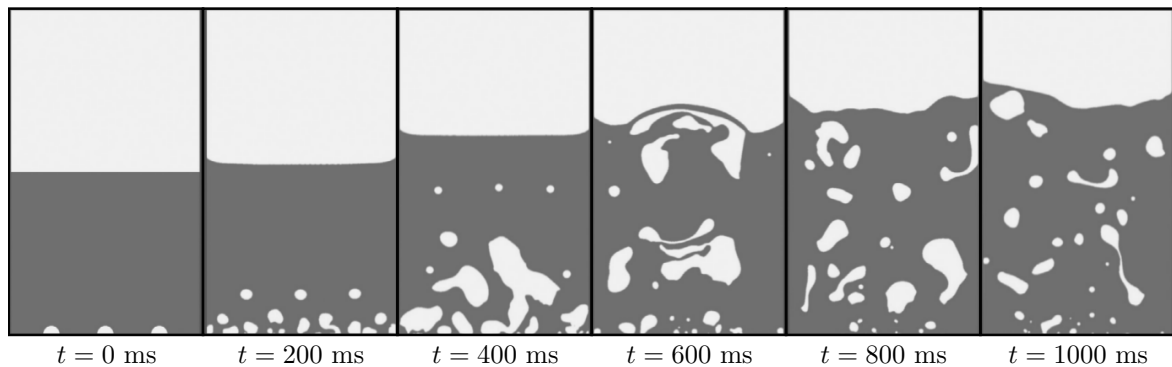 t = 0 ms
t = 200 ms
t = 400 ms
t = 600 ms
t = 800 ms
t = 1000 ms